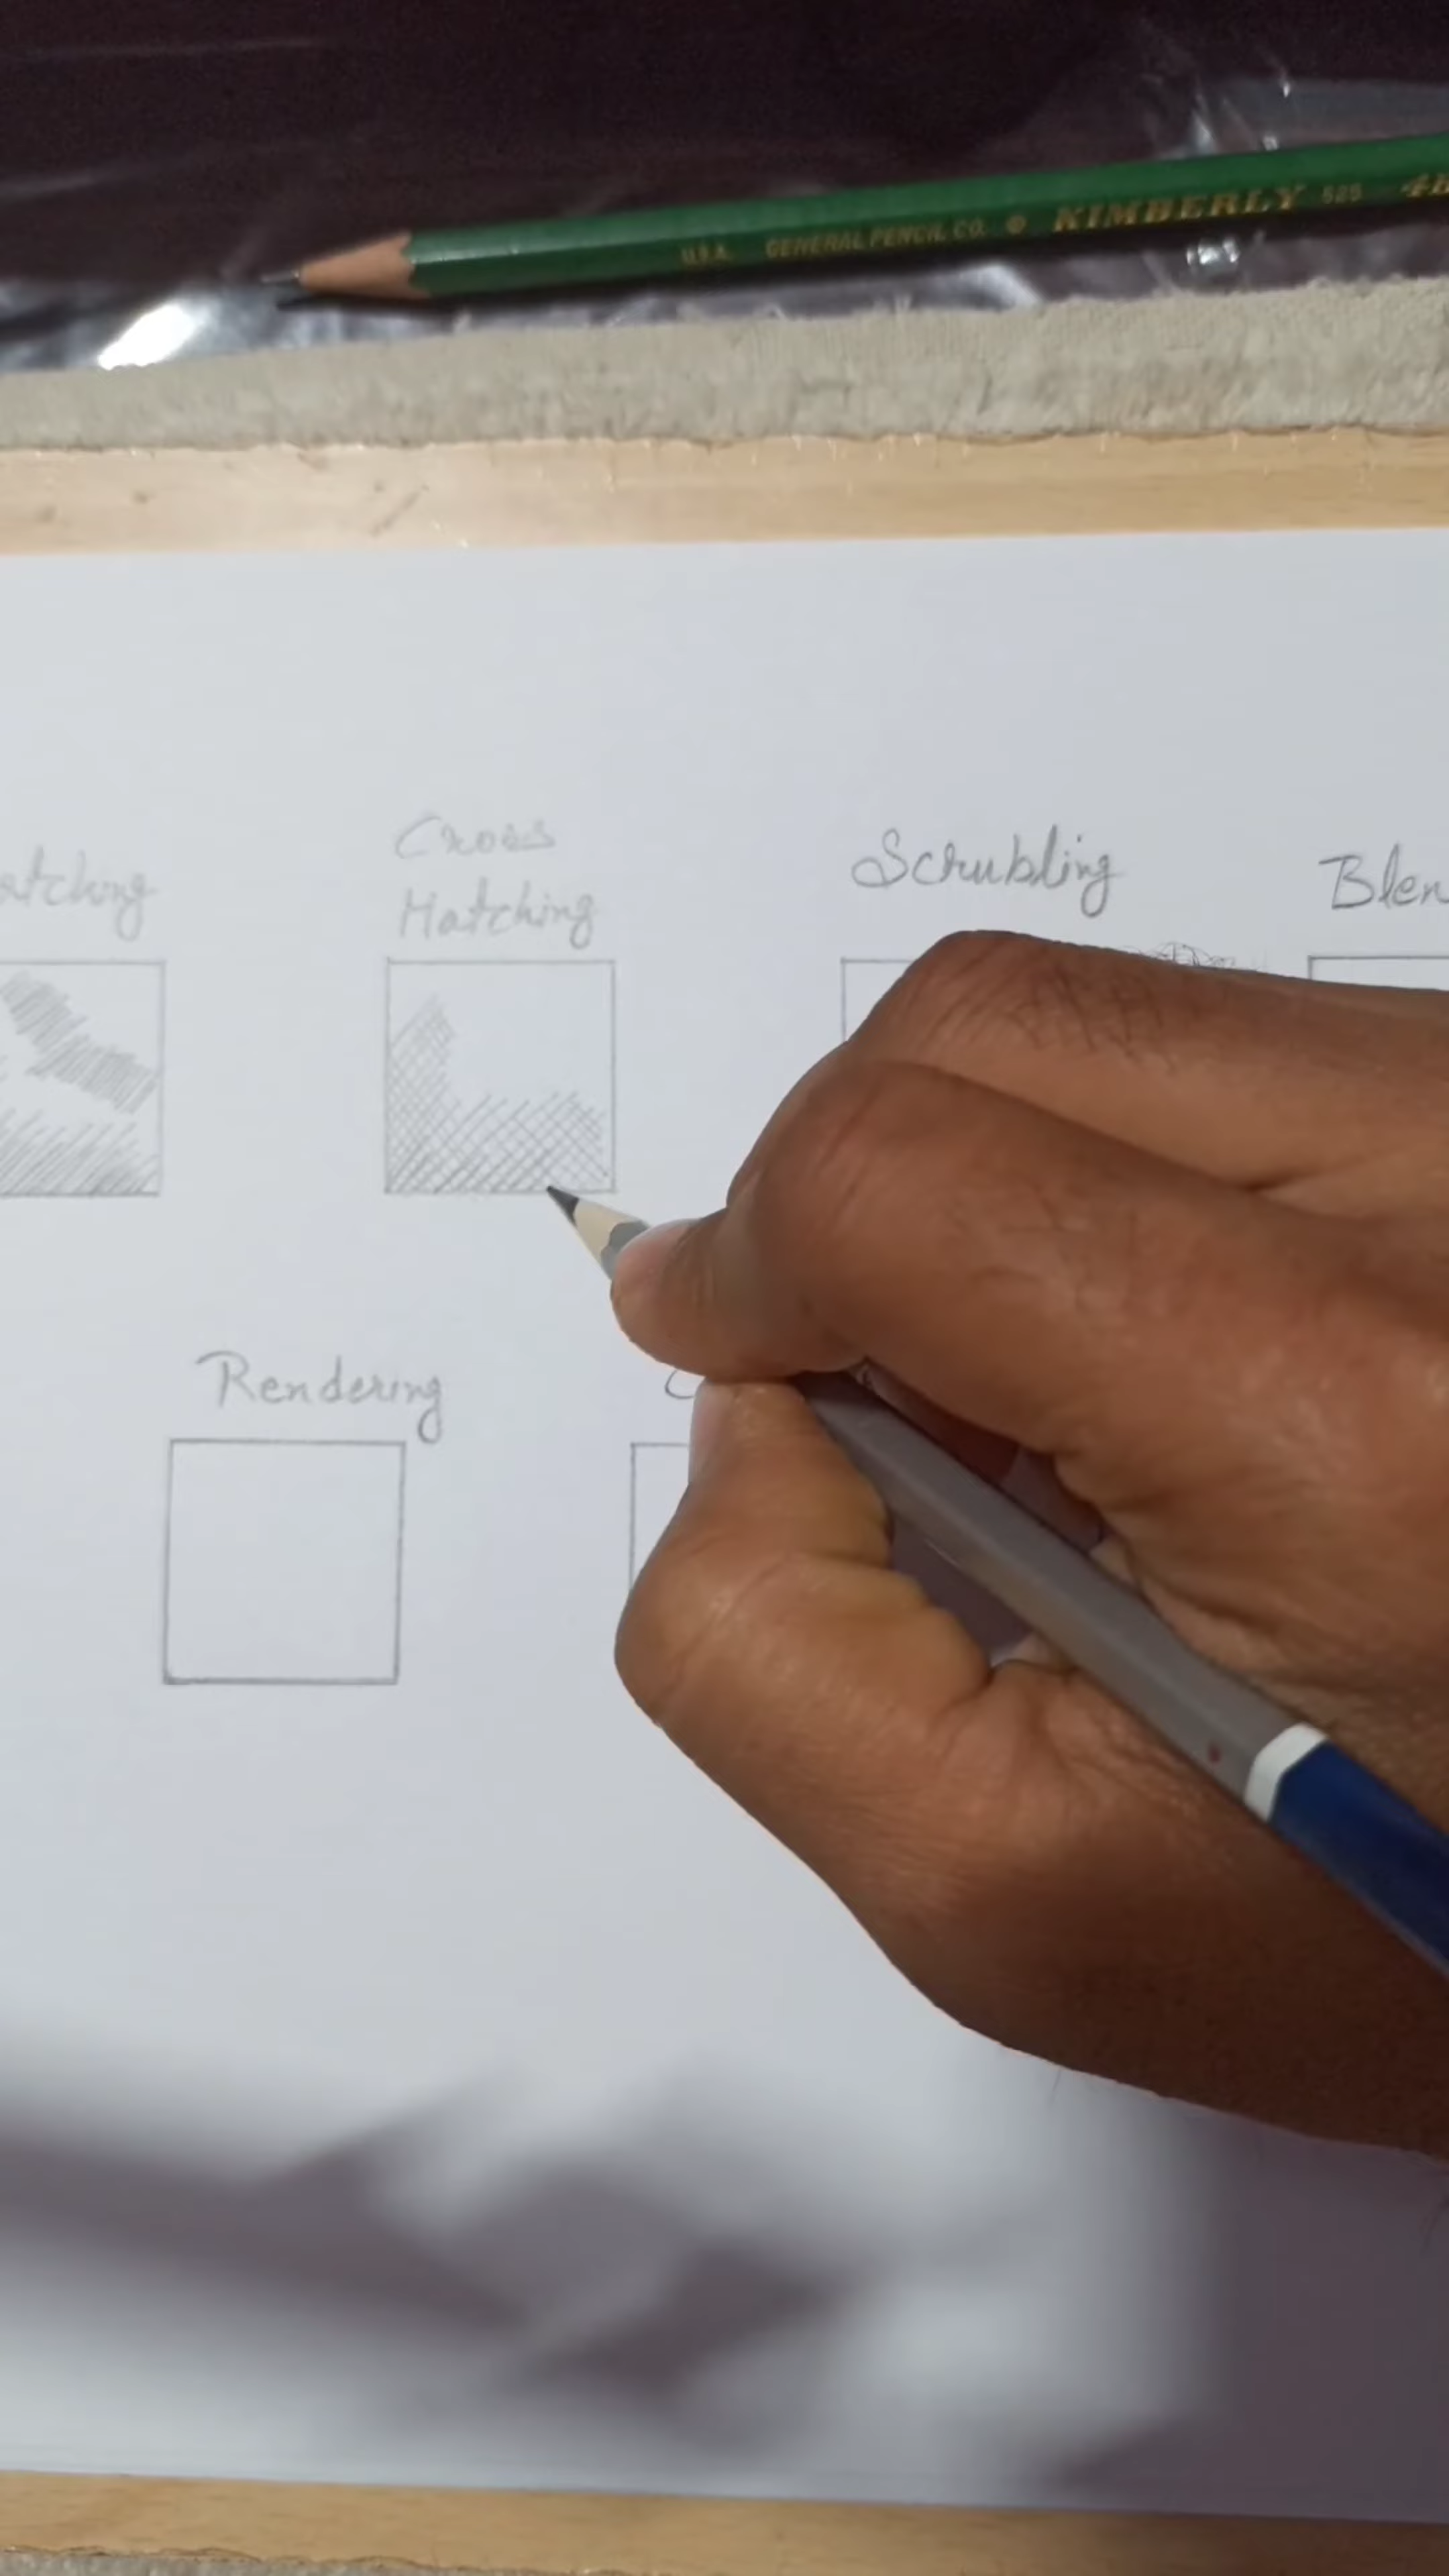 U.S.A. GENERAL PENCIL CO. KIMBERLY 525
Cross
Hatching
Scrubling
Rendering